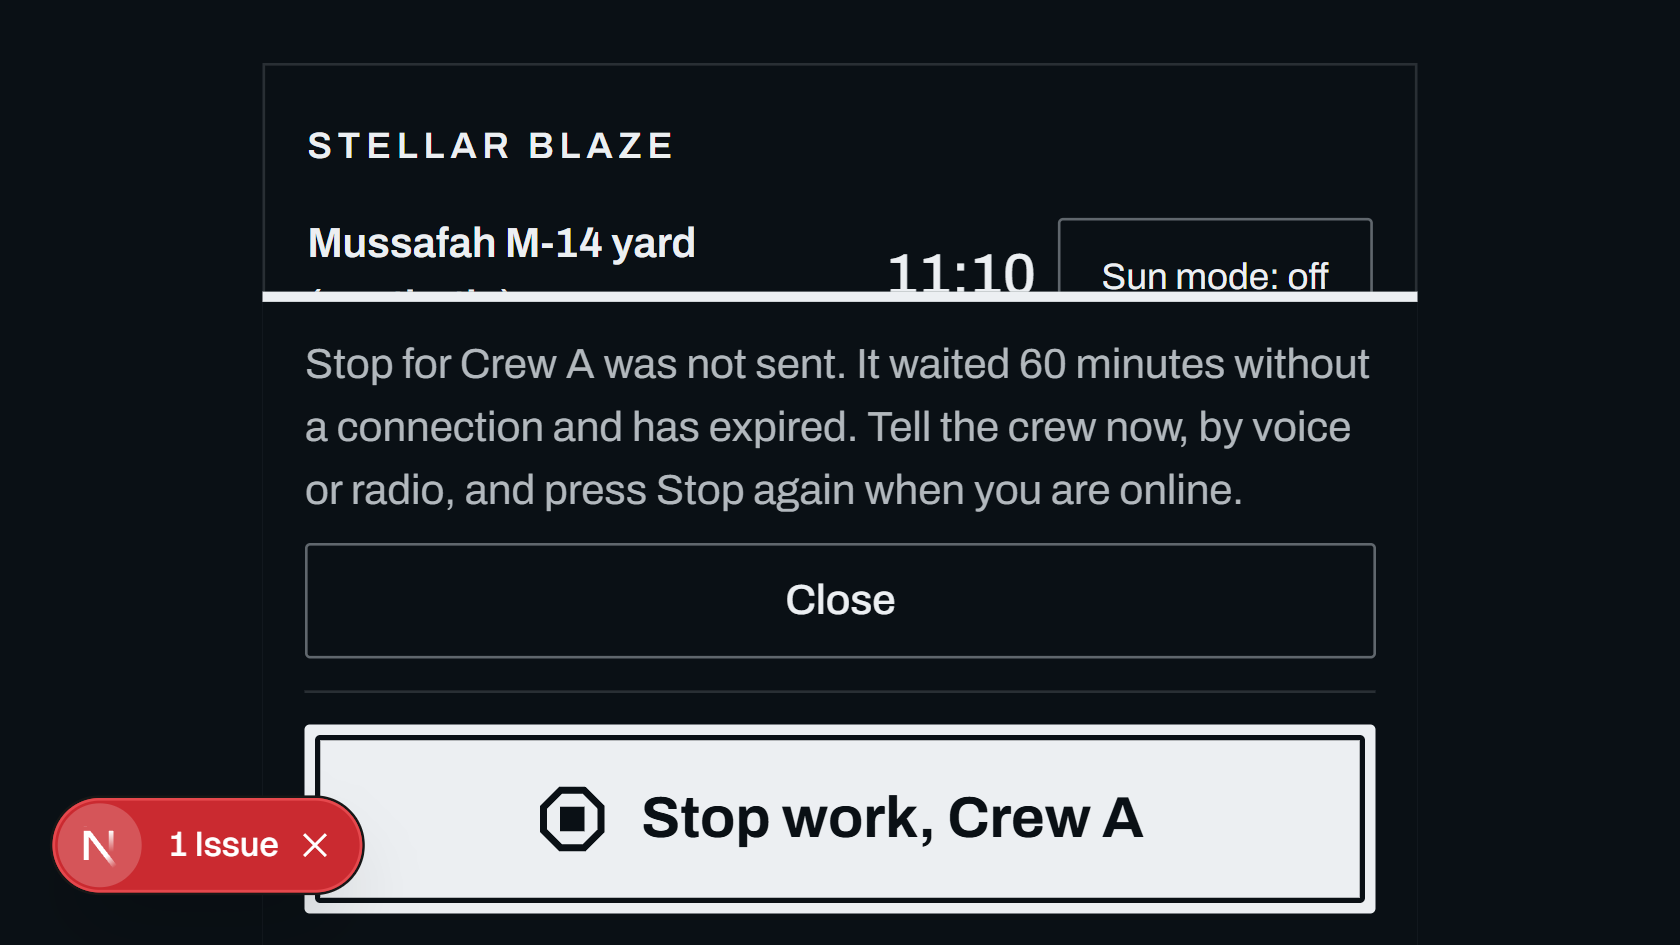 STELLAR BLAZE
Mussafah M-14 yard
11:10
Sun mode: off
Stop for Crew A was not sent. It waited 60 minutes without
a connection and has expired. Tell the crew now, by voice
or radio, and press Stop again when you are online.
Close
Stop work, Crew A
N
1 Issue